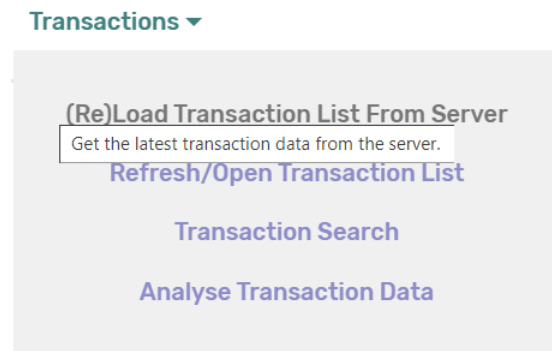 Transactions
(Re)Load Transaction List From Server
Get the latest transaction data from the server.
Refresh/Open Transaction List
Transaction Search
Analyse Transaction Data